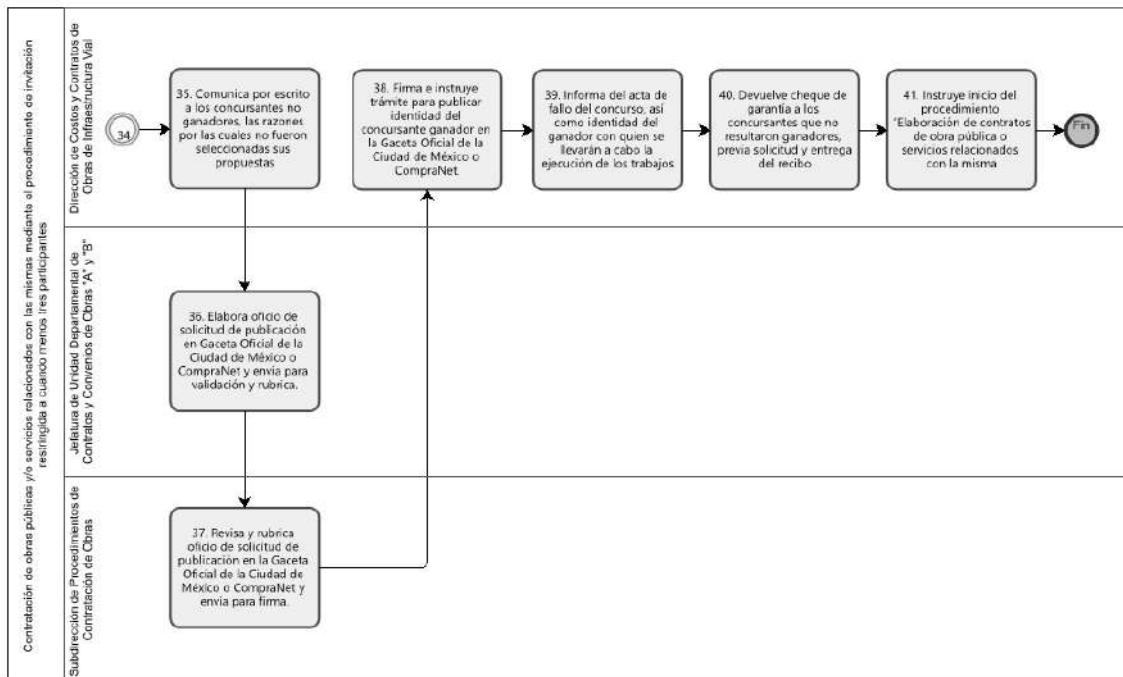 Contratación de obras públicas y/o servicios relacionados con las mismas mediante el procedimiento de invitación
restringida a cuando menos tres participantes
Dirección de Costos y Contratos de
Obras de Infraestructura Vial
34
35. Comunica por escrito
a los concursantes no
ganadores, las razones
por las cuales no fueron
seleccionadas sus
propuestas
38. Firma e instruye
trámite para publicar
identidad del
concursante ganador en
la Gaceta Oficial de la
Ciudad de México o
CompraNet.
39. Informa del acta de
fallo del concurso, así
como identidad del
ganador con quien se
llevarán a cabo la
ejecución de los trabajos
40. Devuelve cheque de
garantía a los
concursantes que no
resultaron ganadores,
previa solicitud y entrega
del recibo
41. Instruye inicio del
procedimiento
"Elaboración de contratos
de obra pública o
servicios relacionados
con la misma
Fin
Jefatura de Unidad Departamental de
Contratos y Convenios de Obras "A" y "B"
36. Elabora oficio de
solicitud de publicación
en Gaceta Oficial de la
Ciudad de México o
CompraNet y envía para
validación y rubrica.
Subdirección de Procedimientos de
Contratación de Obras
37. Revisa y rubrica
oficio de solicitud de
publicación en la Gaceta
Oficial de la Ciudad de
México o CompraNet y
envía para firma.